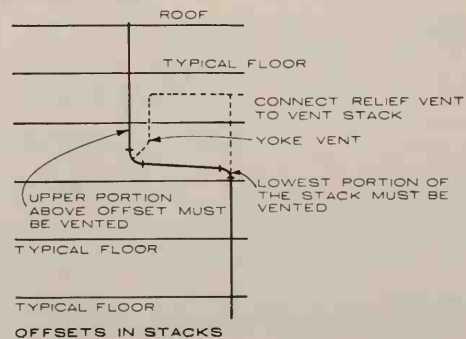 ROOF
TYPICAL FLOOR
CONNECT RELIEF VENT
TO VENT STACK
YOKE VENT
UPPER PORTION
ABOVE OFFSET MUST
BE VENTED
LOWEST PORTION OF
THE STACK MUST BE
VENTED
TYPICAL FLOOR
TYPICAL FLOOR
OFFSETS IN STACKS